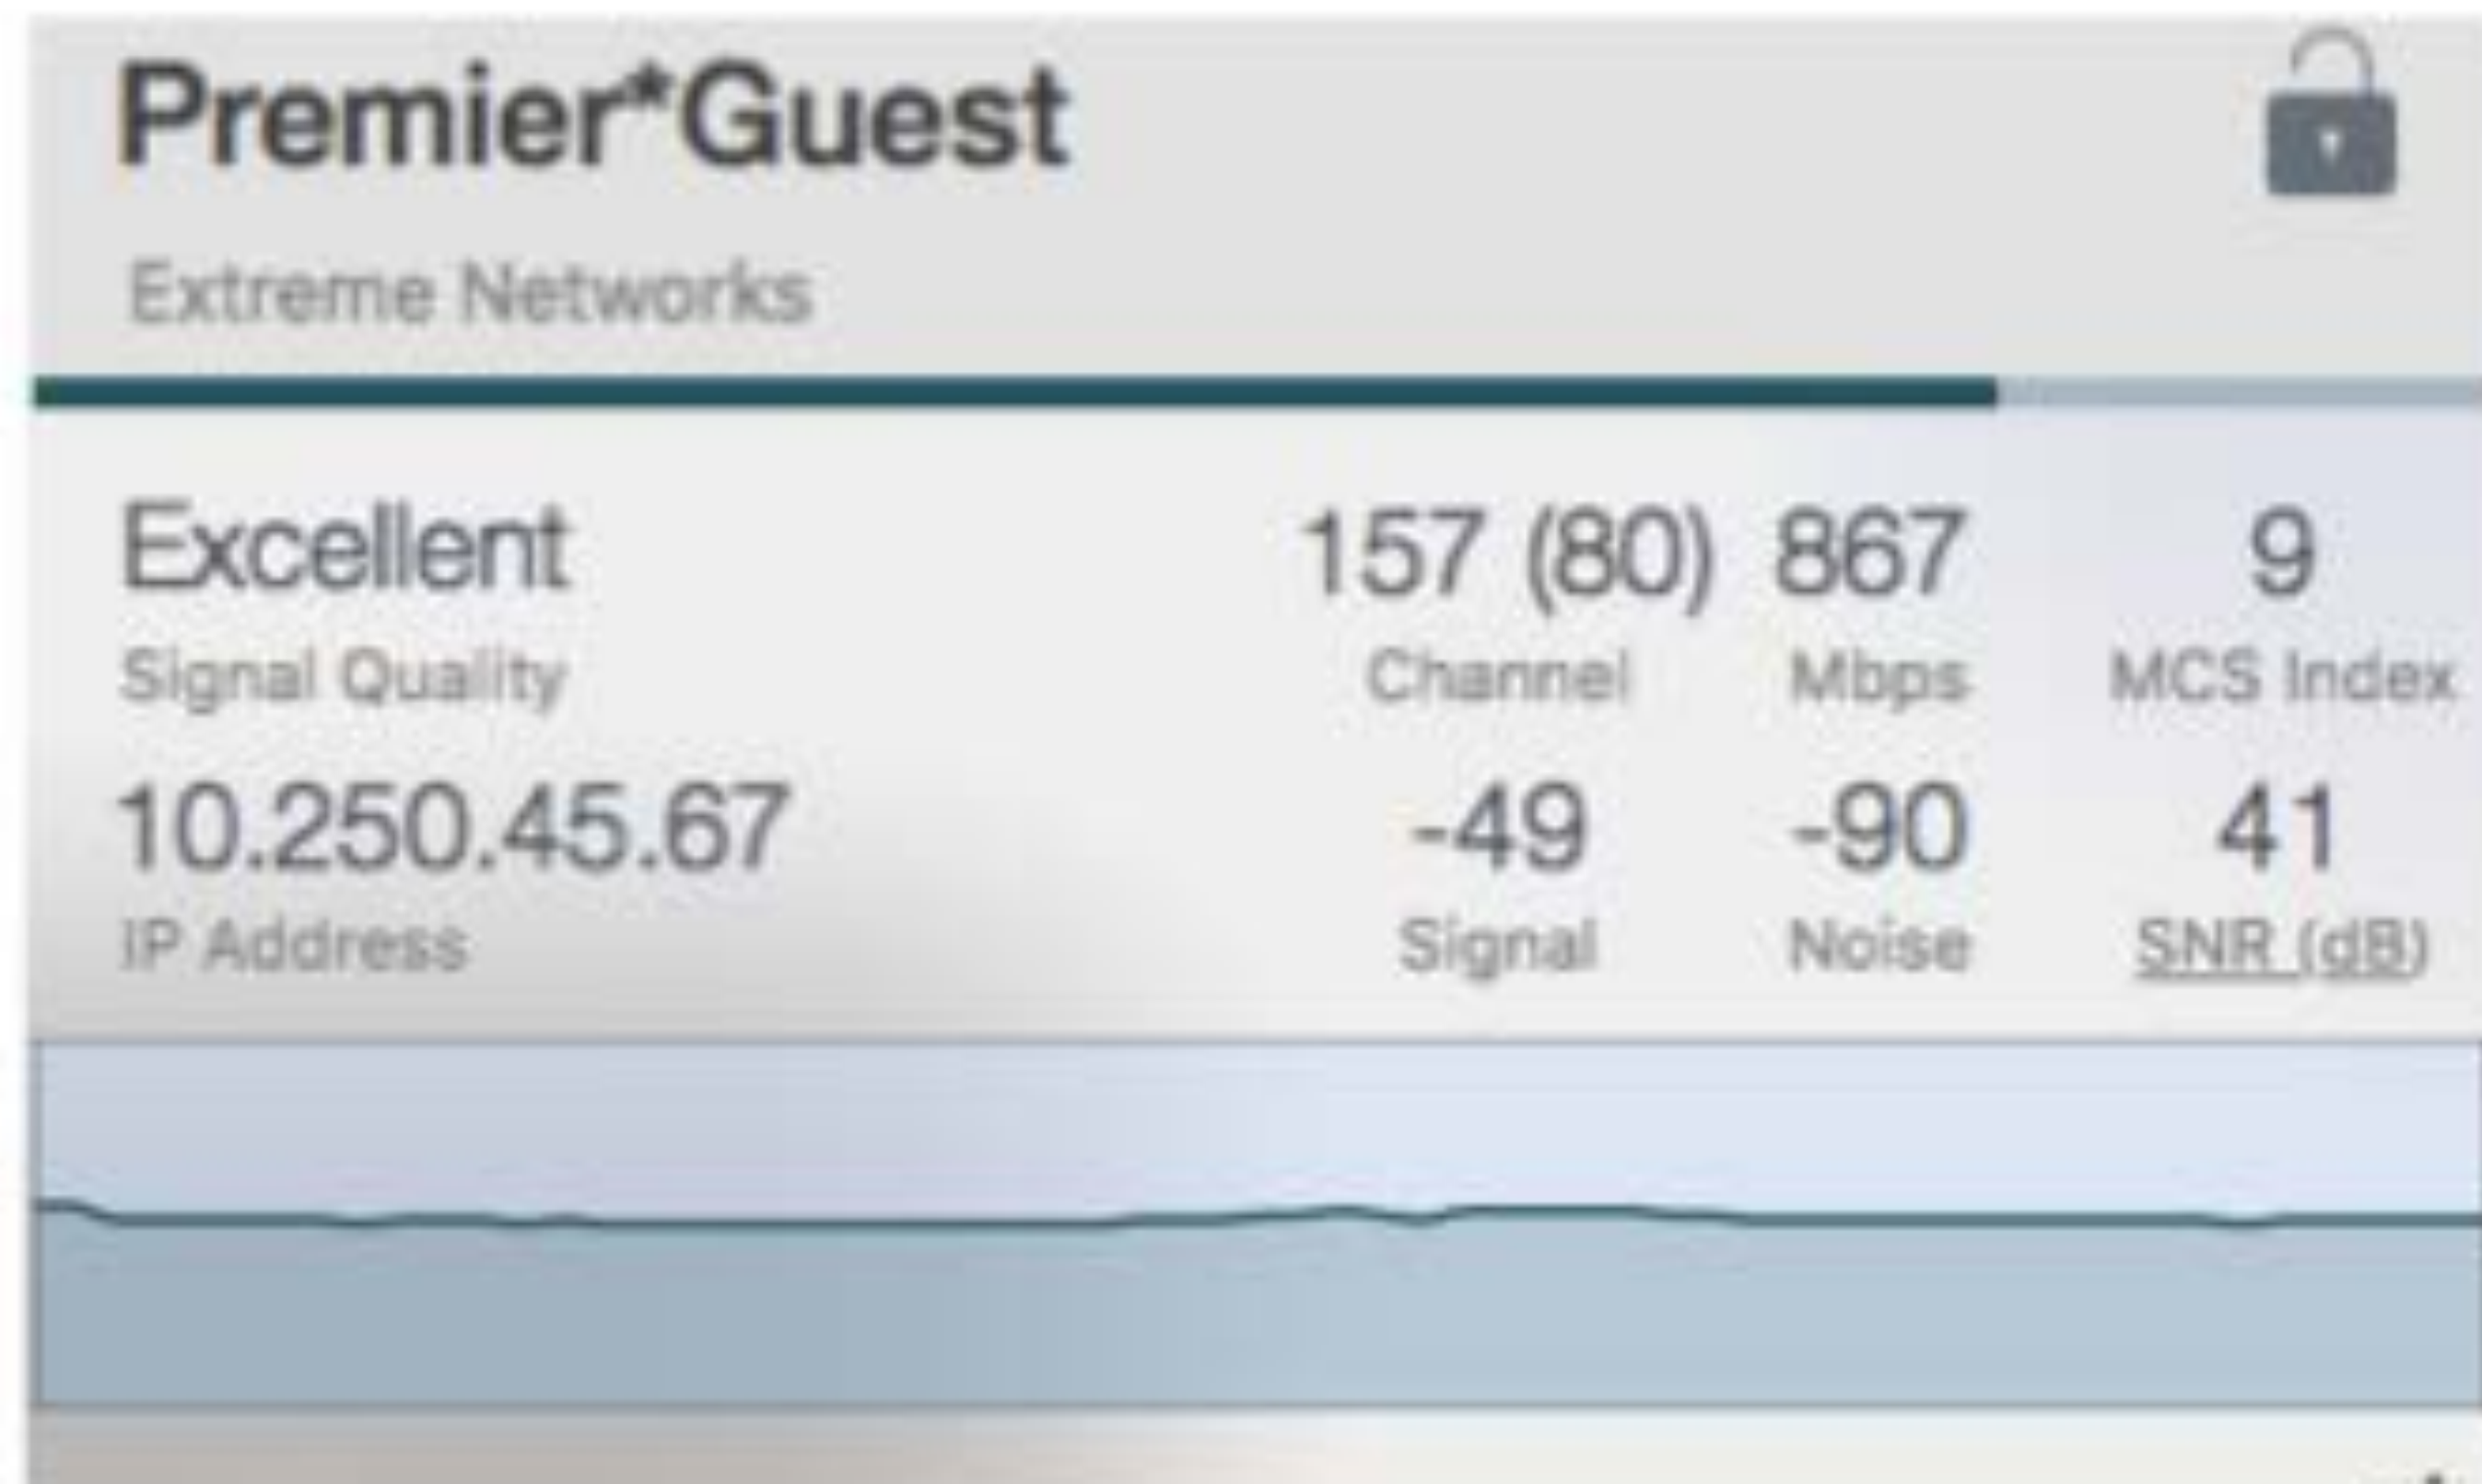 Premier*Guest
Extreme Networks
Excellent 157 (80) 867 9
Signal Quality Channel Mbps MCS Index
10.250.45.67 -49 -90 41
IP Address Signal Noise SNR (dB)